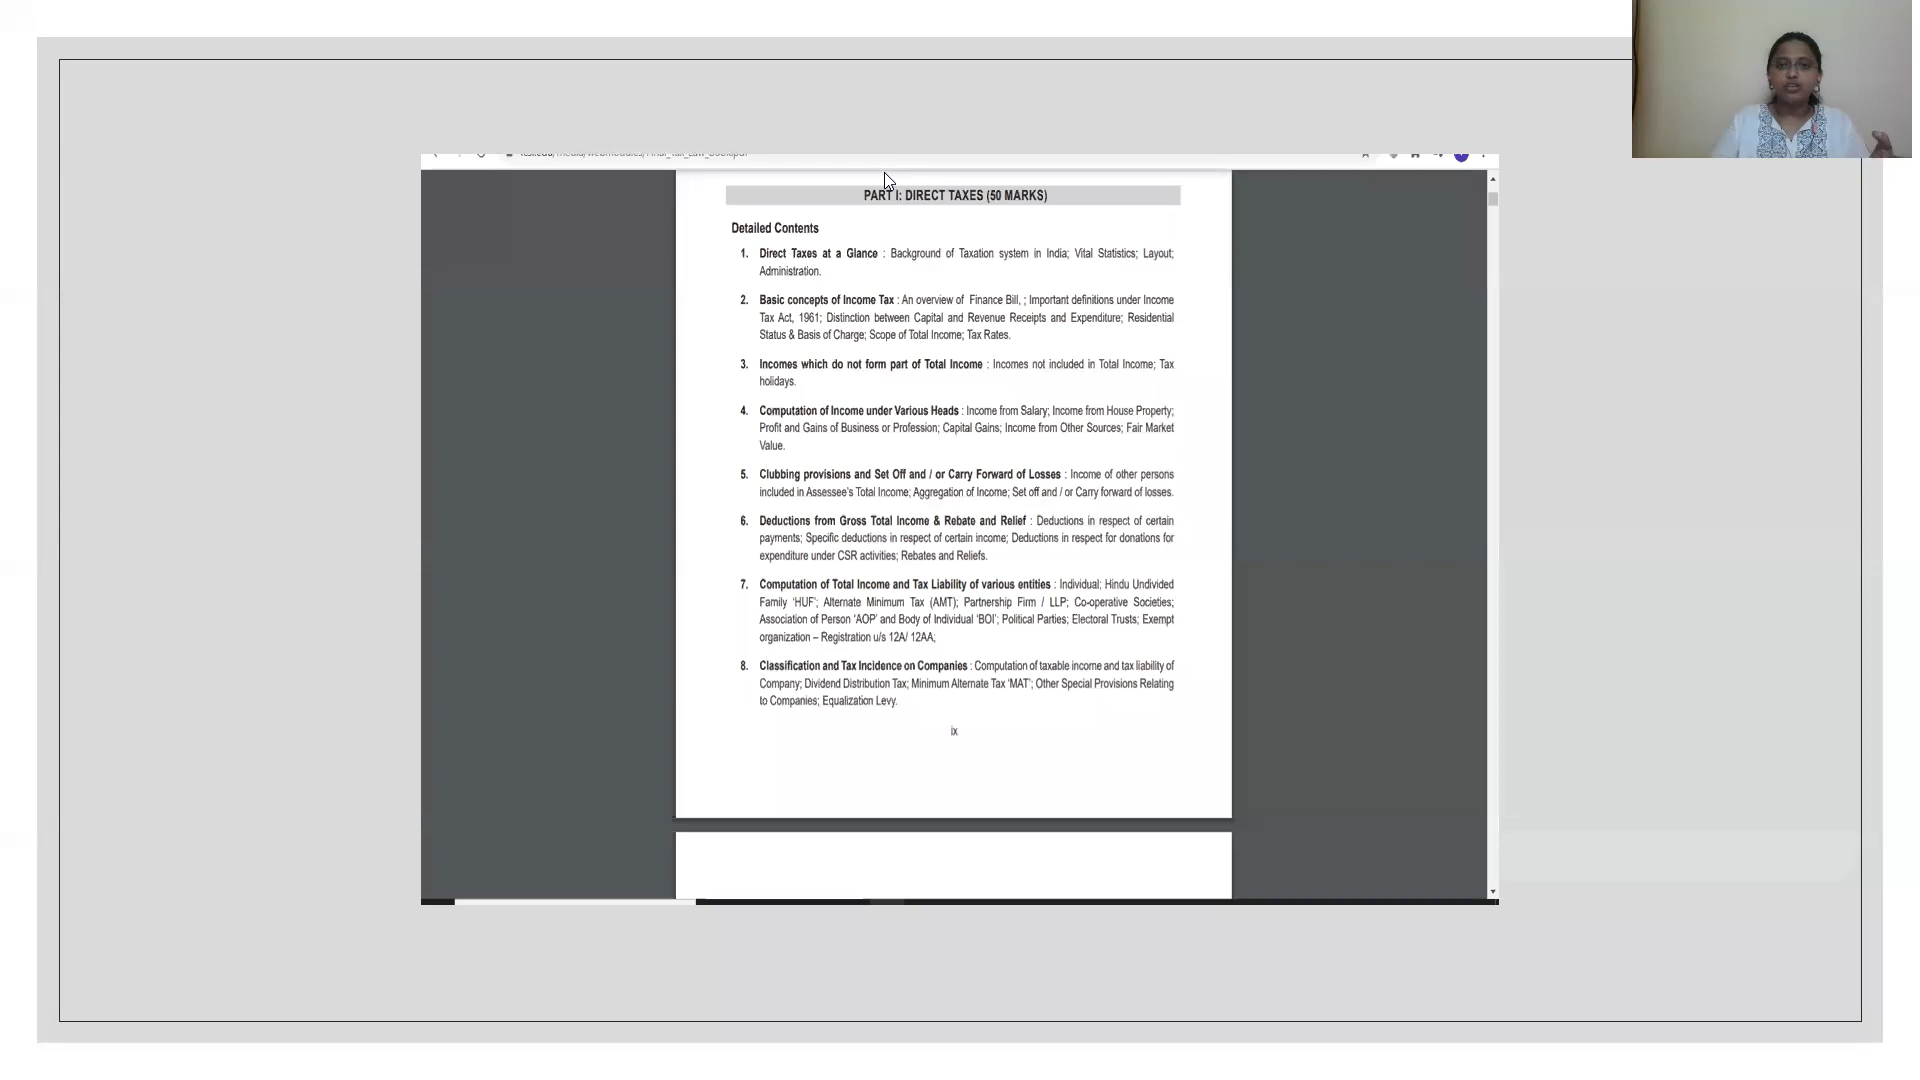 PART I: DIRECT TAXES (50 MARKS)
Detailed Contents
1. Direct Taxes at a Glance : Background of Taxation system in India; Vital Statistics; Layout;
Administration.
2. Basic concepts of Income Tax : An overview of Finance Bill, ; Important definitions under Income
Tax Act, 1961; Distinction between Capital and Revenue Receipts and Expenditure; Residential
Status & Basis of Charge; Scope of Total Income; Tax Rates.
3. Incomes which do not form part of Total Income : Incomes not included in Total Income; Tax
holidays.
4. Computation of Income under Various Heads : Income from Salary; Income from House Property;
Profit and Gains of Business or Profession; Capital Gains; Income from Other Sources; Fair Market
Value.
5. Clubbing provisions and Set Off and / or Carry Forward of Losses : Income of other persons
included in Assessee’s Total Income; Aggregation of Income; Set off and / or Carry forward of losses.
6. Deductions from Gross Total Income & Rebate and Relief : Deductions in respect of certain
payments; Specific deductions in respect of certain income; Deductions in respect for donations for
expenditure under CSR activities; Rebates and Reliefs.
7. Computation of Total Income and Tax Liability of various entities : Individual; Hindu Undivided
Family ‘HUF’; Alternate Minimum Tax (AMT); Partnership Firm / LLP; Co-operative Societies;
Association of Person ‘AOP’ and Body of Individual ‘BOI’; Political Parties; Electoral Trusts; Exempt
organization – Registration u/s 12A/ 12AA;
8. Classification and Tax Incidence on Companies : Computation of taxable income and tax liability of
Company; Dividend Distribution Tax; Minimum Alternate Tax ‘MAT’; Other Special Provisions Relating
to Companies; Equalization Levy.
ix